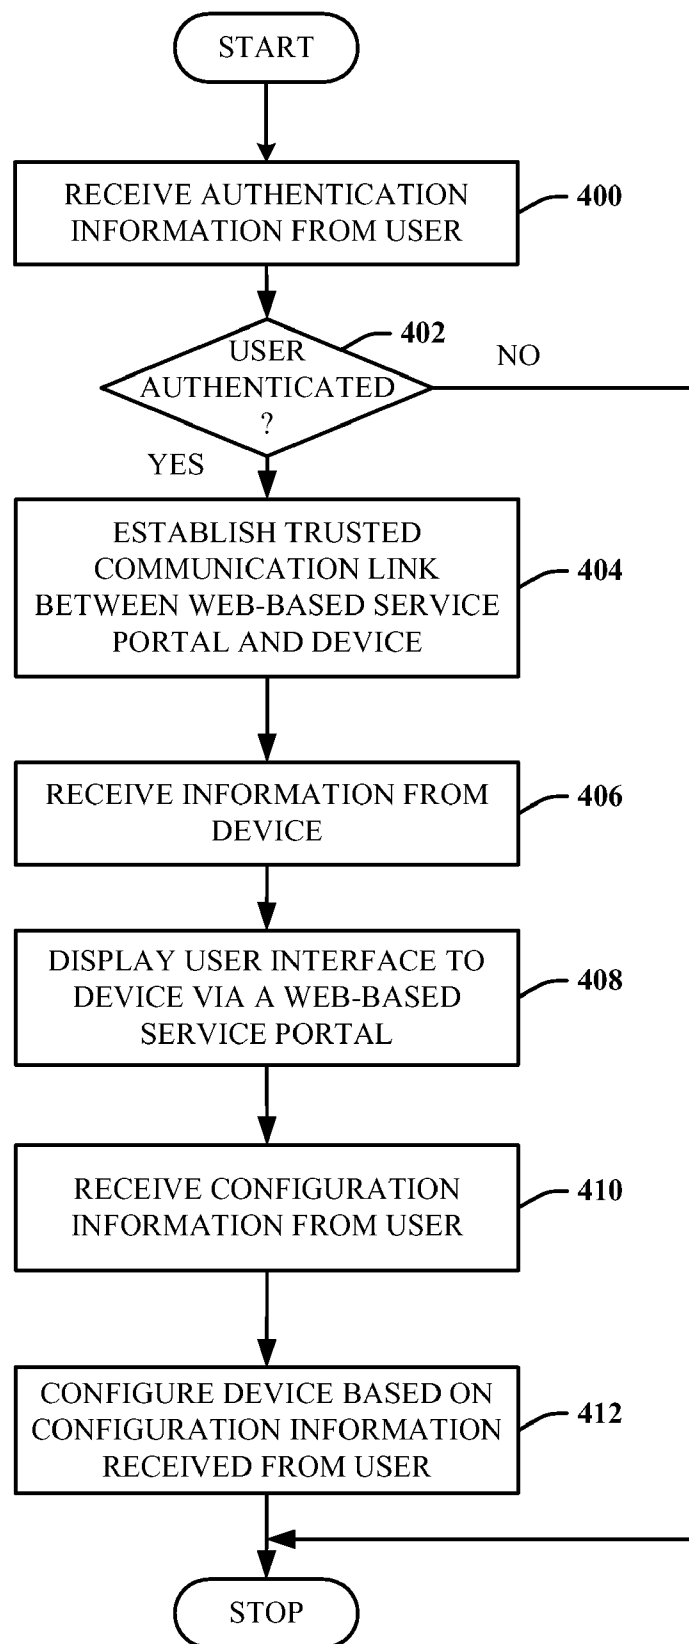 START
RECEIVE AUTHENTICATION
INFORMATION FROM USER
400
402
USER
AUTHENTICATED
?
NO
YES
ESTABLISH TRUSTED
COMMUNICATION LINK
BETWEEN WEB-BASED SERVICE
PORTAL AND DEVICE
404
RECEIVE INFORMATION FROM
DEVICE
406
DISPLAY USER INTERFACE TO
DEVICE VIA A WEB-BASED
SERVICE PORTAL
408
RECEIVE CONFIGURATION
INFORMATION FROM USER
410
CONFIGURE DEVICE BASED ON
CONFIGURATION INFORMATION
RECEIVED FROM USER
412
STOP